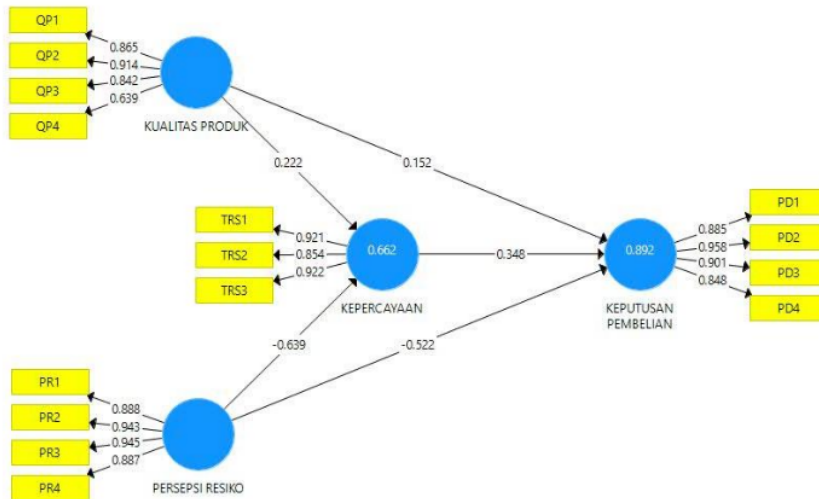 QP1
0.865
QP2
0.914
QP3
0.842
0.639
QP4
KUALITAS PRODUK
0.222
0.152
TRS1
0.921
TRS2
0.854
TRS3
0.922
0.662
KEPERCAYAAN
0.348
0.892
KEPUTUSAN
PEMBELIAN
PD1
0.885
PD2
0.958
0.901
PD3
0.848
PD4
-0.639
-0.522
PR1
0.888
PR2
0.943
PR3
0.945
0.887
PR4
PERSEPSI RESIKO